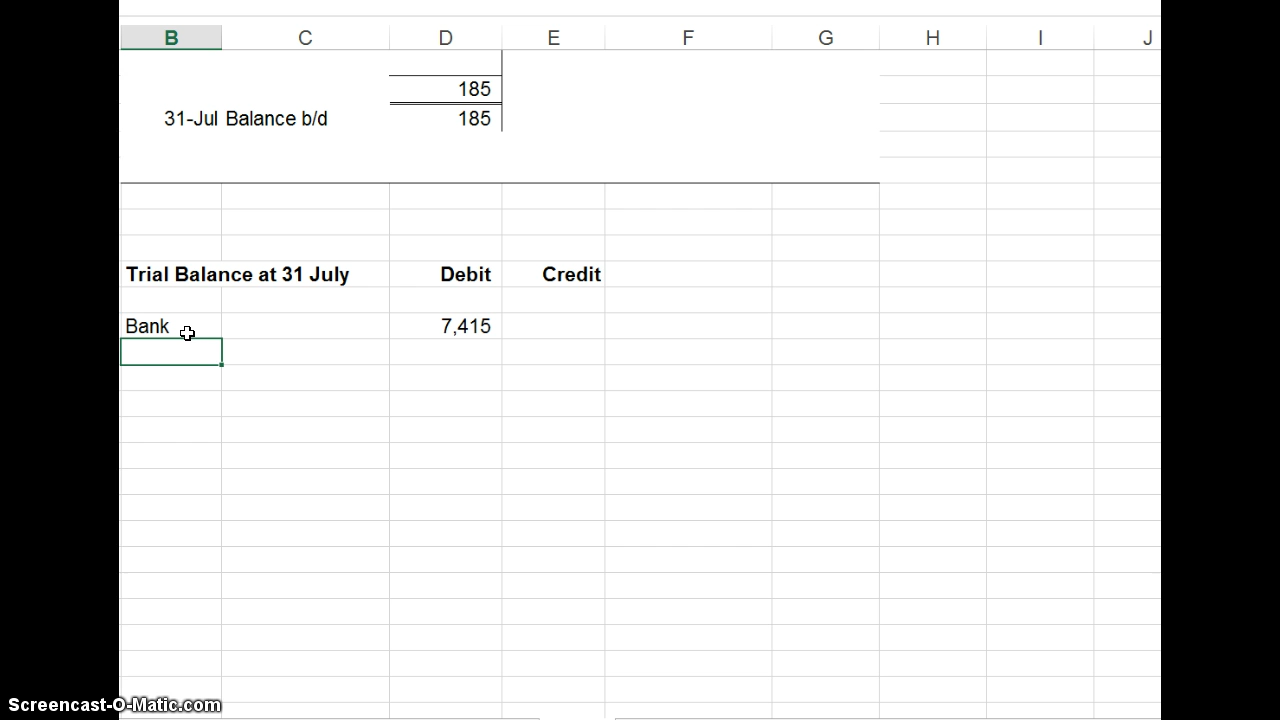 B C D E F G H I J
185
31-Jul Balance b/d 185
Trial Balance at 31 July Debit Credit
Bank 7,415
Screencast-O-Matic.com